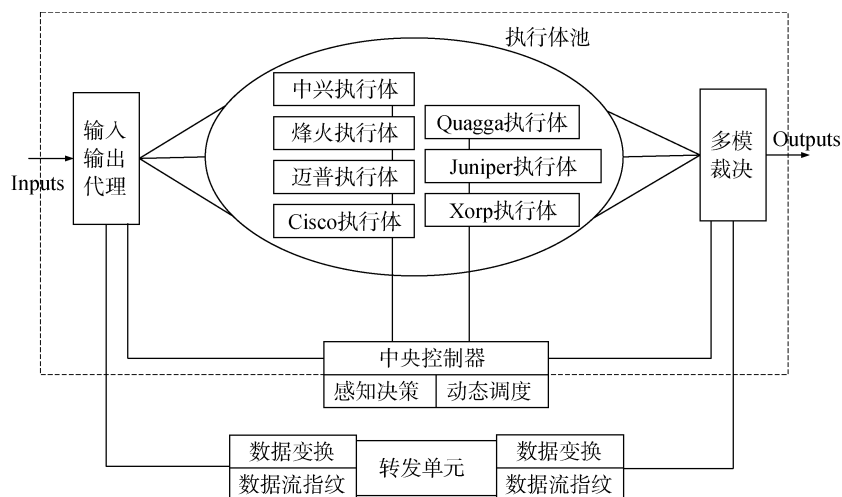 执行体池
中兴执行体
烽火执行体
迈普执行体
Cisco执行体
Quagga执行体
Juniper执行体
Xorp执行体
Inputs
输入
输出
代理
多模
裁决
Outputs
中央控制器
感知决策
动态调度
数据变换
数据流指纹
转发单元
数据变换
数据流指纹